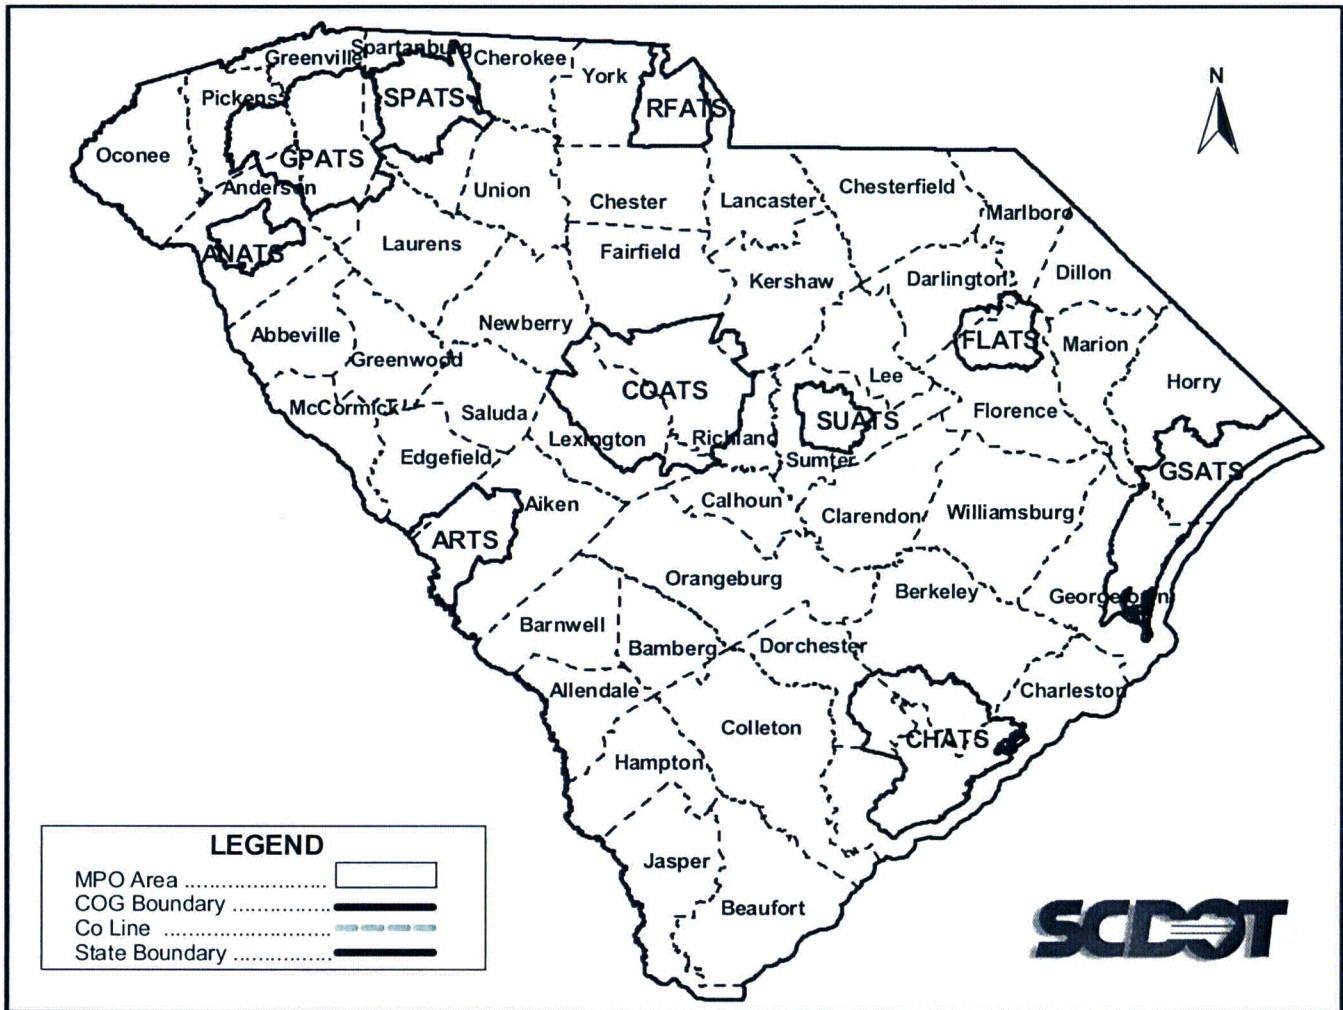 Spartanburg
Greenville
Cherokee
York
N
Pickens
SPATS
RFATS
Oconee
GPATS
Anderson
Union
Chester
Lancaster
Chesterfield
Marlboro
ANATS
Laurens
Fairfield
Kershaw
Darlington
Dillon
Abbeville
Newberry
FLATS
Marion
Greenwood
COATS
Lee
Horry
McCormick
Saluda
Lexington
Richland
SUATS
Florence
Edgefield
Sumter
GSATS
Aiken
Calhoun
Clarendon
Williamsburg
ARTS
Orangeburg
Berkeley
Georgetown
Barnwell
Bamberg
Dorchester
Allendale
Charleston
Colleton
CHATS
Hampton
LEGEND
MPO Area ........................
COG Boundary ................
Co Line ...........................
State Boundary ................
Jasper
Beaufort
SCDOT